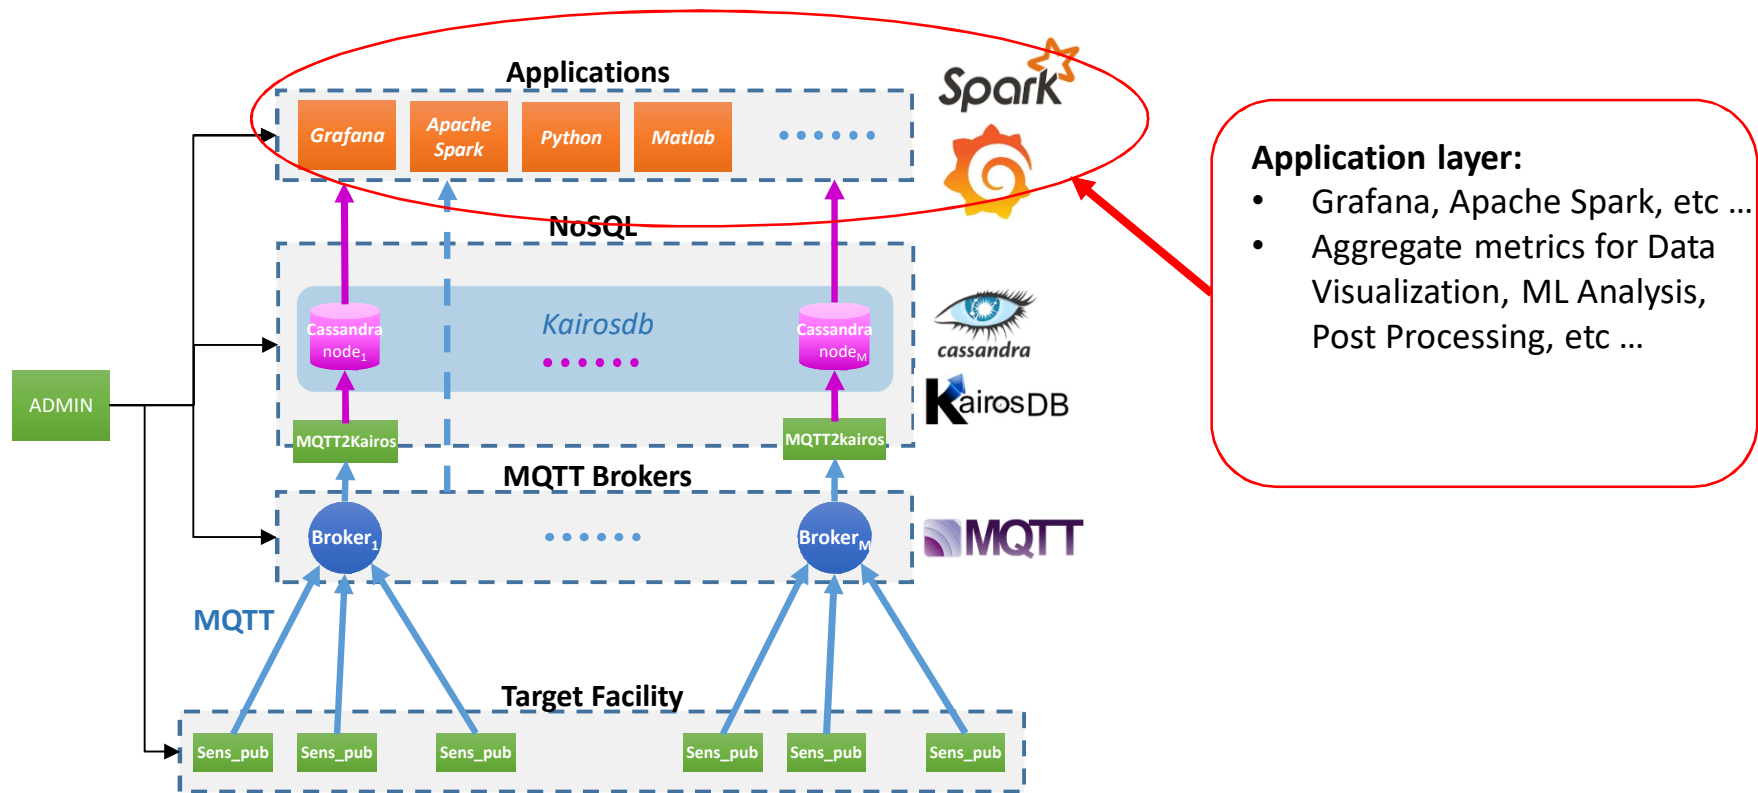 Applications
Spark
Grafana
Apache
Spark
Python
Matlab
Application layer:
• Grafana, Apache Spark, etc ...
• Aggregate metrics for Data
Visualization, ML Analysis,
Post Processing, etc ...
NoSQL
Cassandra
node1
Kairosdb
Cassandra
nodeM
cassandra
KairosDB
ADMIN
MQTT2Kairos
MQTT2kairos
MQTT Brokers
Broker1
BrokerM
MQTT
MQTT
Target Facility
Sens_pub
Sens_pub
Sens_pub
Sens_pub
Sens_pub
Sens_pub